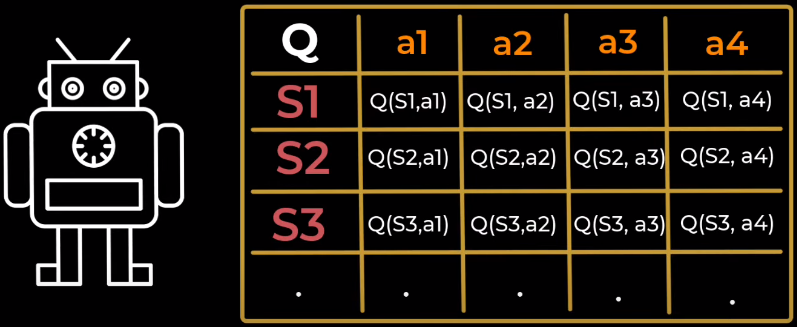 Q a1 a2 a3 a4
S1 Q(S1,a1) Q(S1, a2) Q(S1, a3) Q(S1, a4)
S2 Q(S2,a1) Q(S2,a2) Q(S2, a3) Q(S2, a4)
S3 Q(S3,a1) Q(S3,a2) Q(S3, a3) Q(S3, a4)
. . . . .